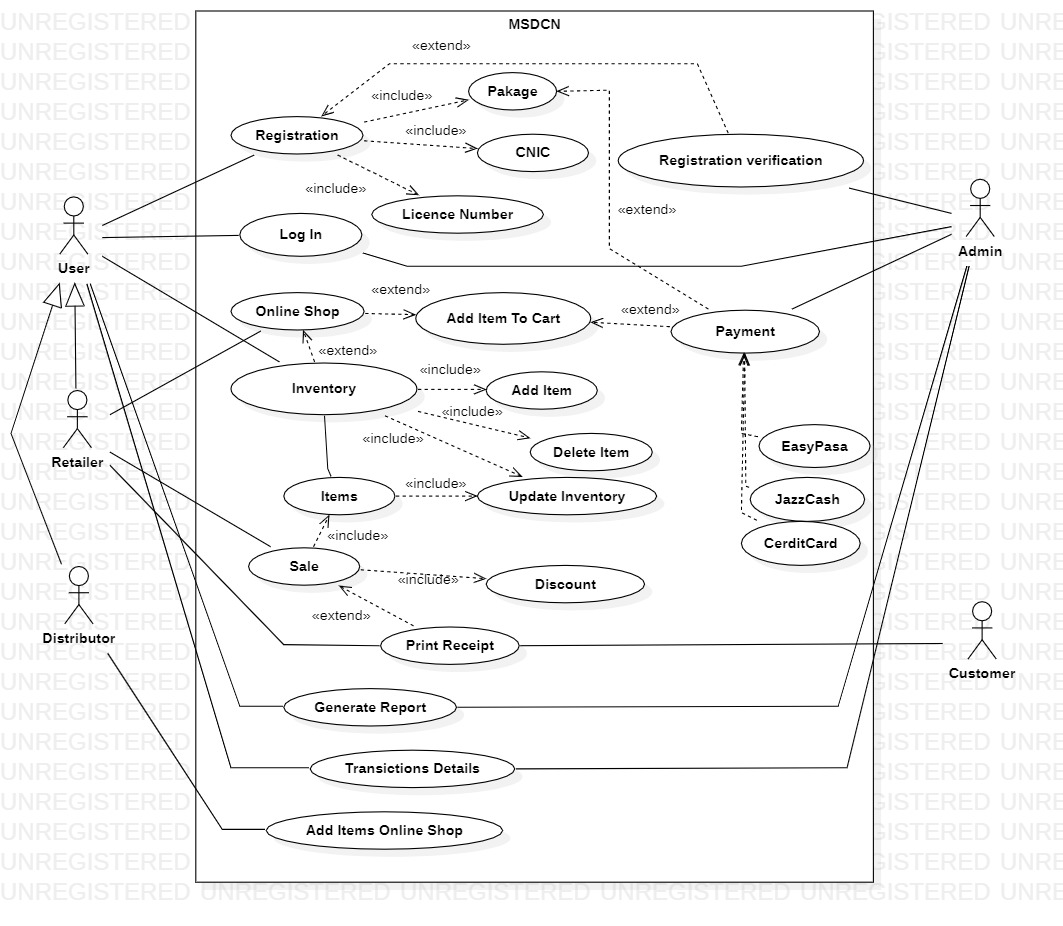 MSDCN
«extend»
Pakage
«include»
Registration
«include»
CNIC
Registration verification
«include»
Licence Number
«extend»
Log In
User
Admin
«extend»
Online Shop
Add Item To Cart
«extend»
Payment
«extend»
Inventory
«include»
Add Item
«include»
«include»
Delete Item
EasyPasa
Retailer
Items
«include»
Update Inventory
JazzCash
«include»
CerditCard
Sale
«include»
Discount
«extend»
Distributor
Print Receipt
Customer
Generate Report
Transictions Details
Add Items Online Shop
UNREGISTERED UNREGISTERED UNREGISTERED UNREGISTERED UNREGISTERED